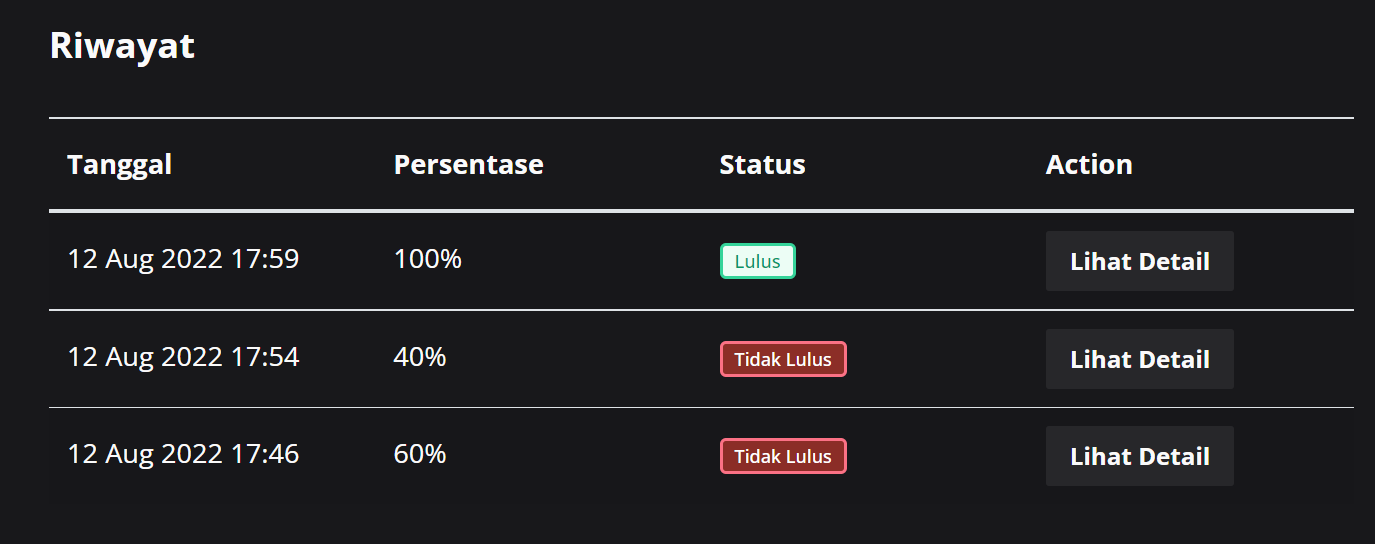 Riwayat
Tanggal Persentase Status Action
12 Aug 2022 17:59 100% Lulus Lihat Detail
12 Aug 2022 17:54 40% Tidak Lulus Lihat Detail
12 Aug 2022 17:46 60% Tidak Lulus Lihat Detail